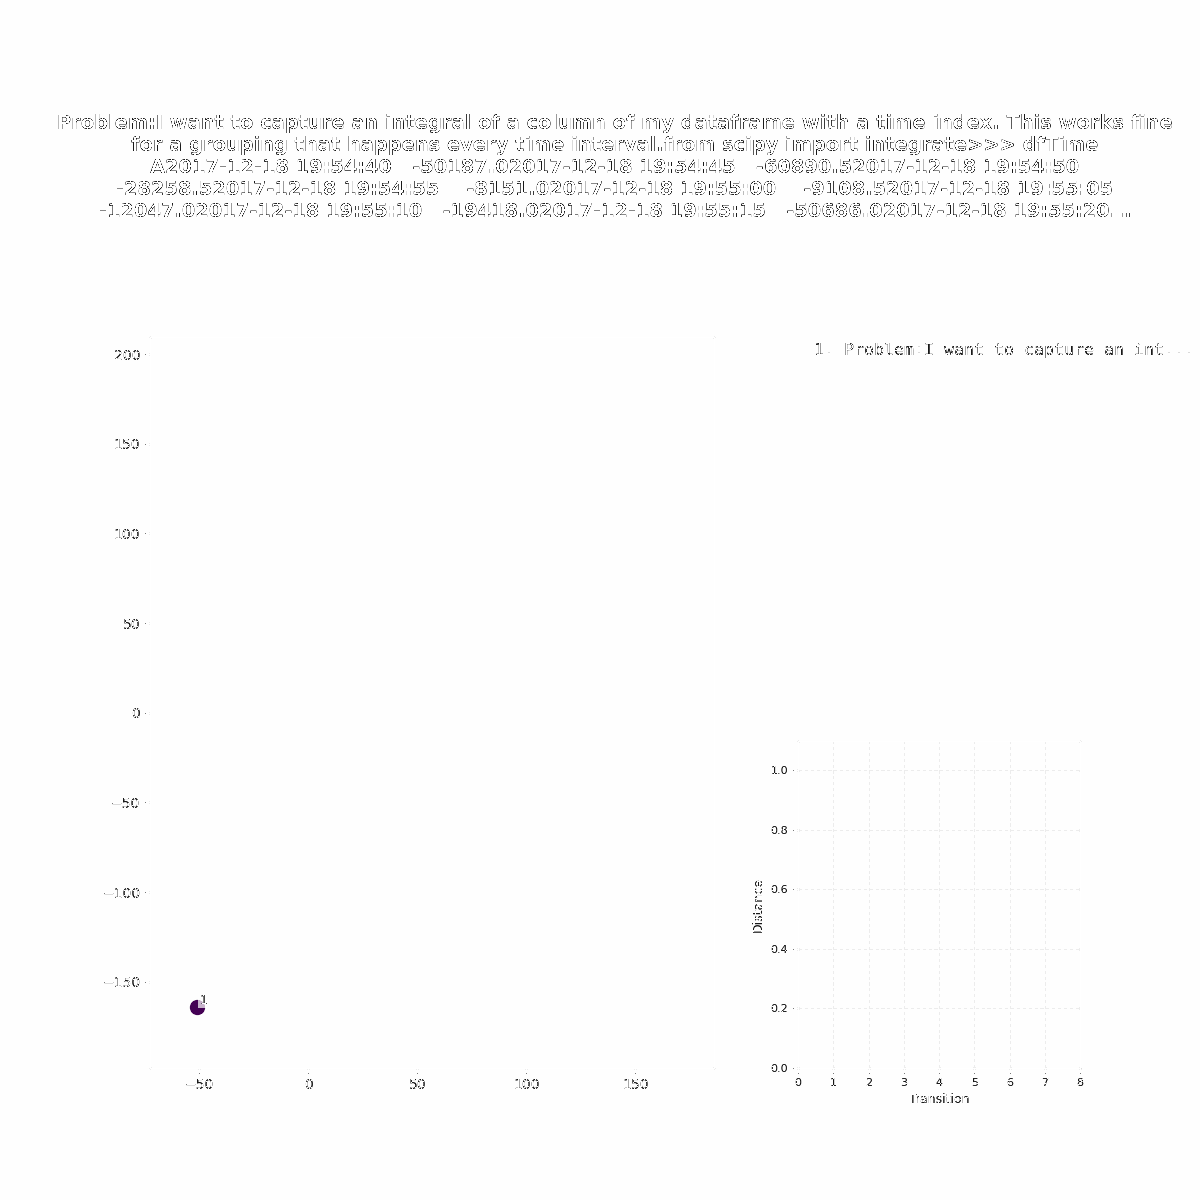 Problem:I want to capture an integral of a column of my dataframe with a time index. This works fine
for a grouping that happens every time interval.from scipy import integrate>>> dfTime
A2017-12-18 19:54:40 -50187.02017-12-18 19:54:45 -60890.52017-12-18 19:54:50
-28258.52017-12-18 19:54:55 -8151.02017-12-18 19:55:00 -9108.52017-12-18 19:55:05
-12047.02017-12-18 19:55:10 -19418.02017-12-18 19:55:15 -50686.02017-12-18 19:55:20...
1. Problem:I want to capture an int...
200
150
100
50
0
−50
−100
−150
1
−50 0 50 100 150
1.0
0.8
0.6
0.4
0.2
0.0
Distance
0 1 2 3 4 5 6 7 8
Transition